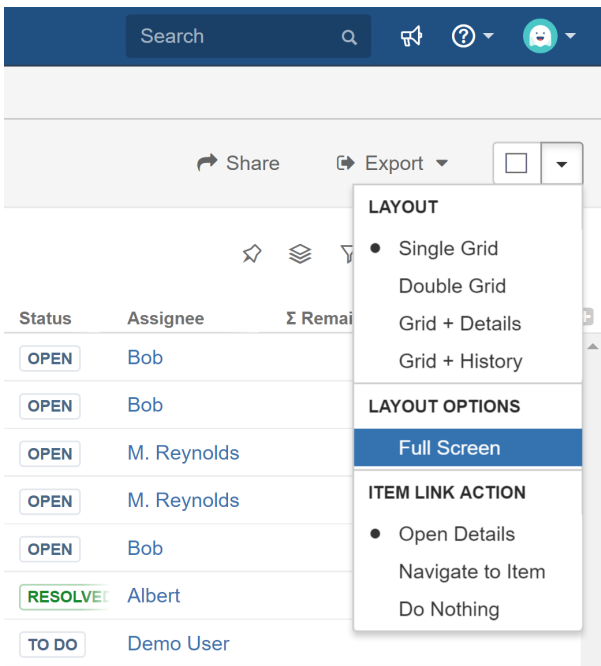 Search
Share
Export
LAYOUT
Single Grid
Double Grid
Grid + Details
Grid + History
LAYOUT OPTIONS
Full Screen
ITEM LINK ACTION
Open Details
Navigate to Item
Do Nothing
Status Assignee Σ Remai
OPEN Bob
OPEN Bob
OPEN M. Reynolds
OPEN M. Reynolds
OPEN Bob
RESOLVED Albert
TO DO Demo User